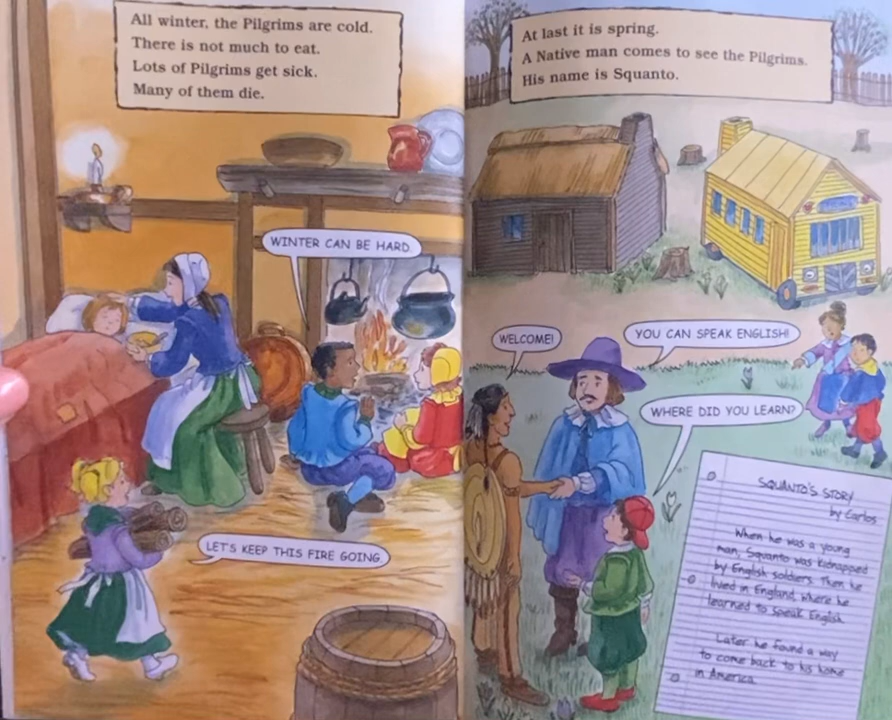 All winter, the Pilgrims are cold.
There is not much to eat.
Lots of Pilgrims get sick.
Many of them die.
WINTER CAN BE HARD.
LET'S KEEP THIS FIRE GOING.
At last it is spring.
A Native man comes to see the Pilgrims.
His name is Squanto.
WELCOME!
YOU CAN SPEAK ENGLISH!
WHERE DID YOU LEARN?
SQUANTO'S STORY
by Carlos
When he was a young
man, Squanto was kidnapped
by English soldiers. Then he
lived in England where he
learned to speak English.
Later he found a way
to come back to his home
in America.